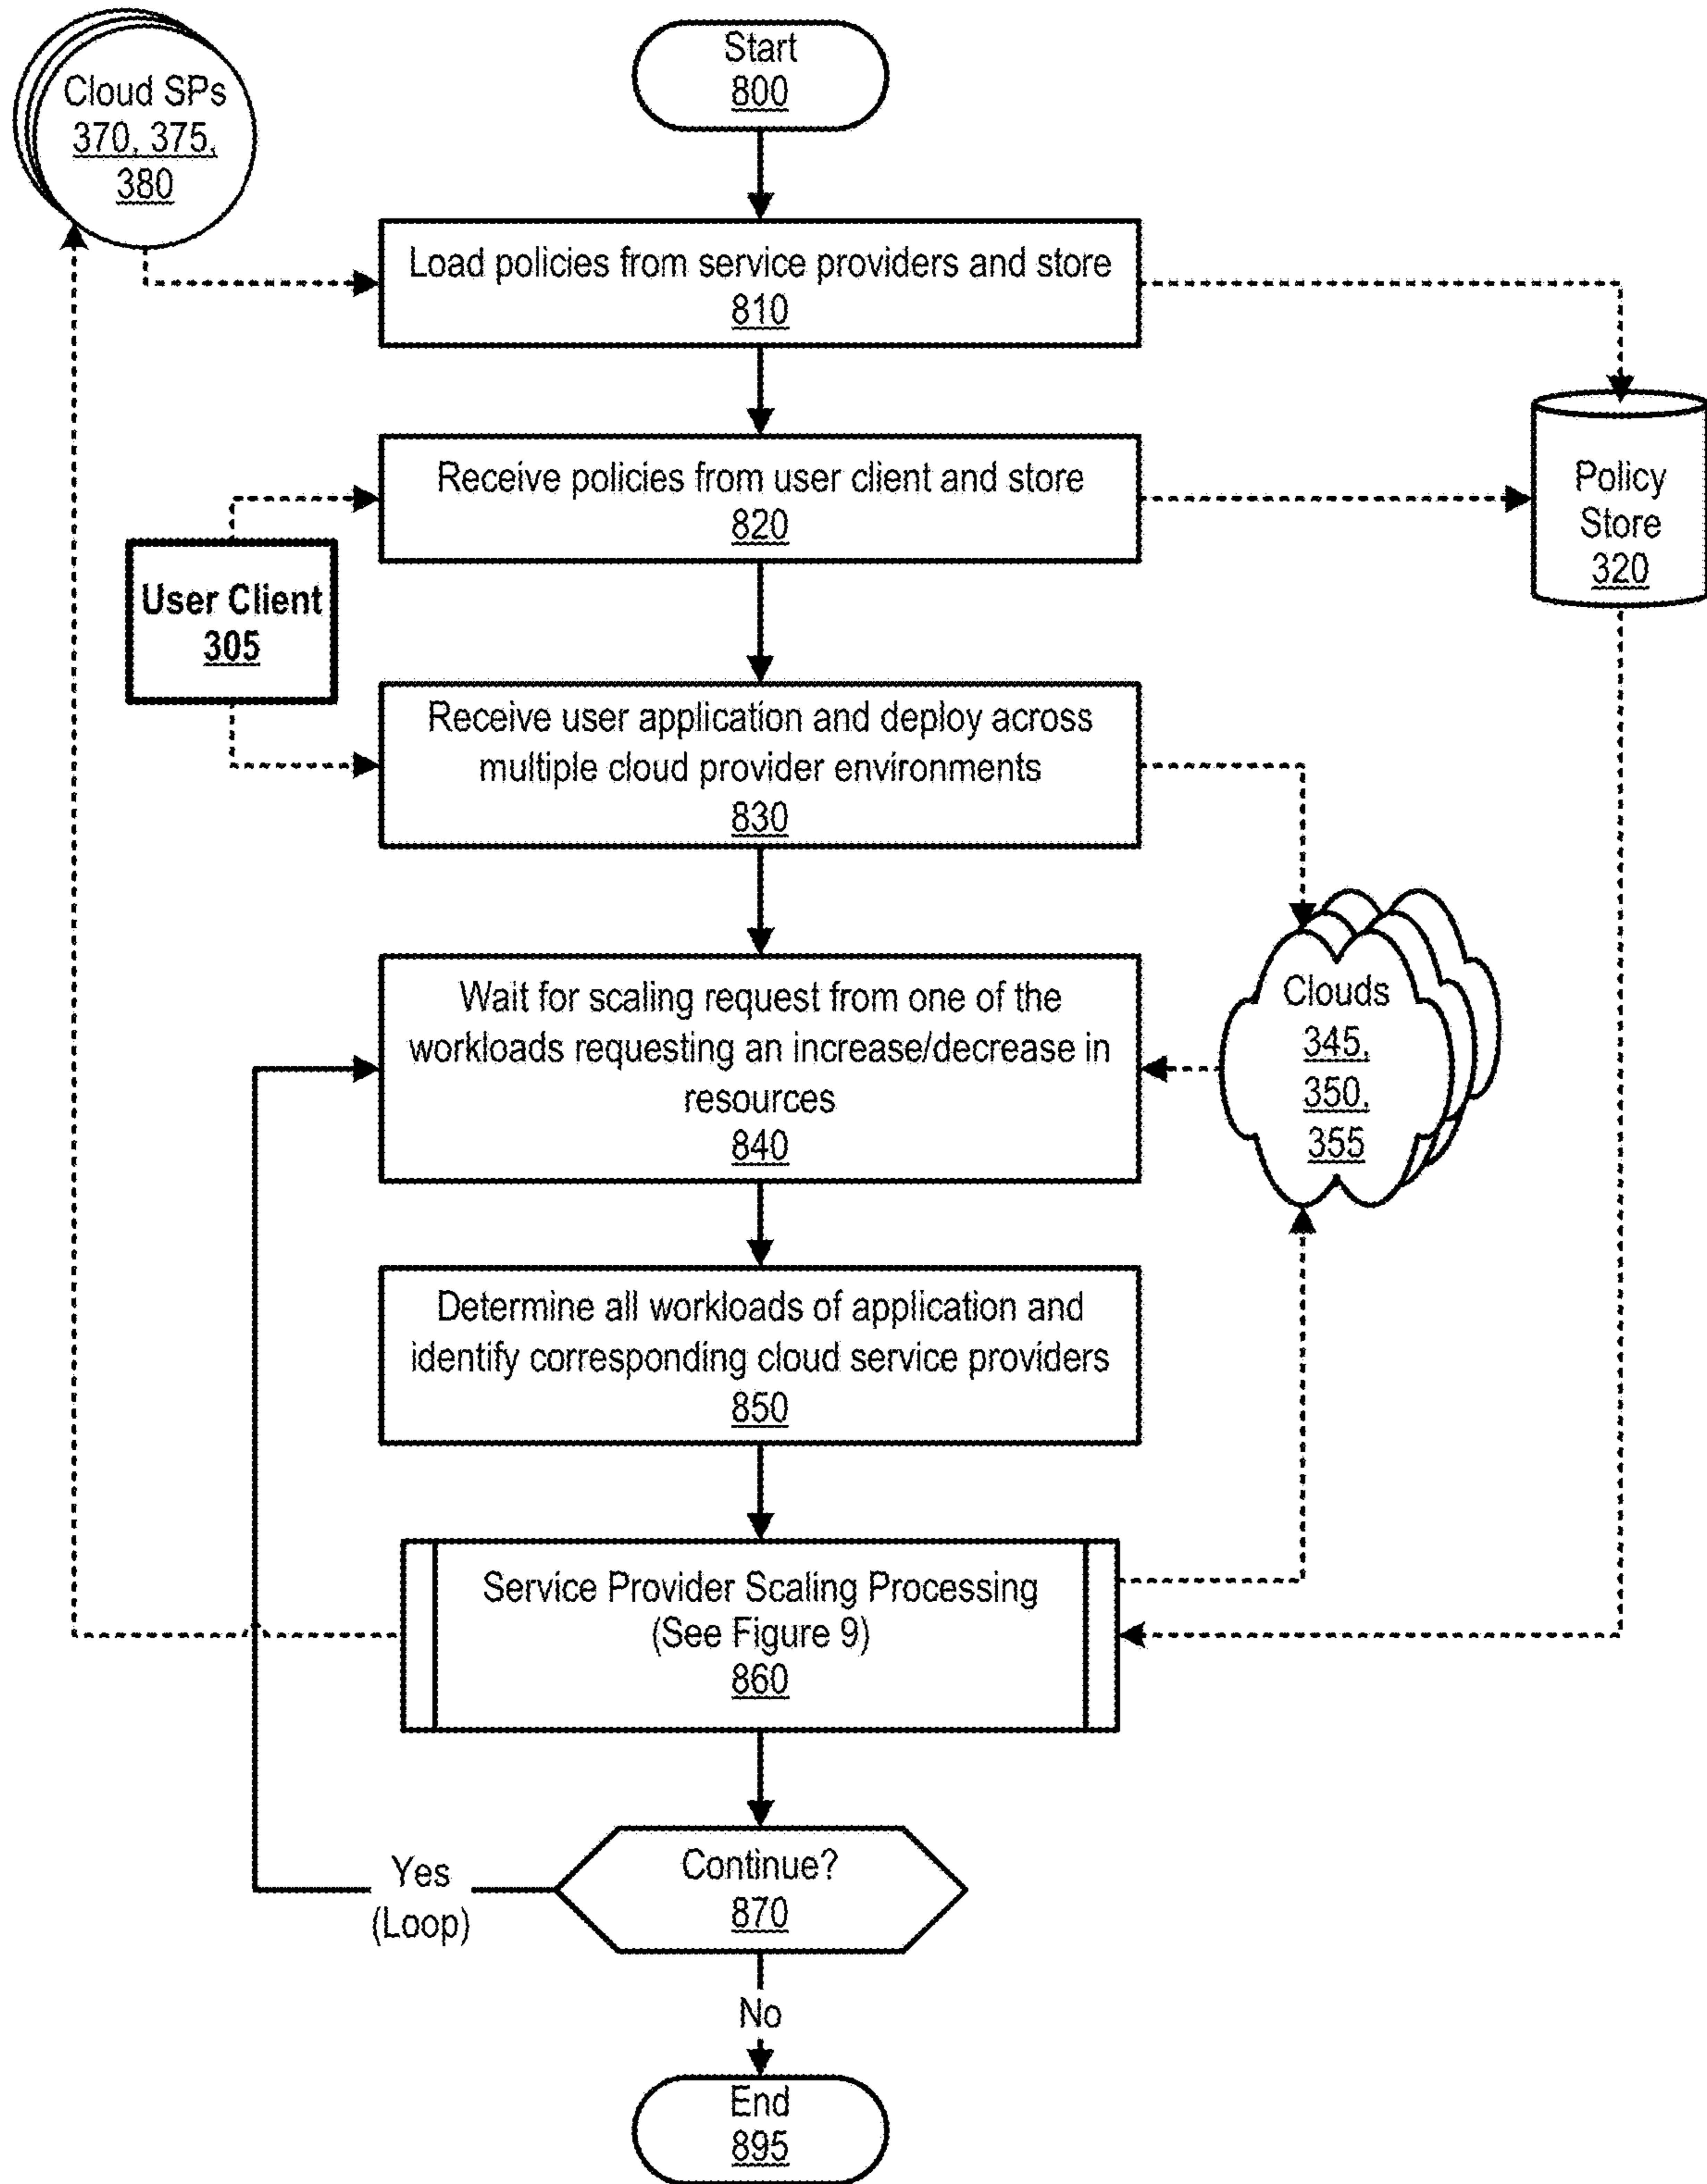 Cloud SPs
370, 375,
380
Start
800
Load policies from service providers and store
810
Receive policies from user client and store
820
Policy
Store
320
User Client
305
Receive user application and deploy across
multiple cloud provider environments
830
Wait for scaling request from one of the
workloads requesting an increase/decrease in
resources
840
Clouds
345,
350,
355
Determine all workloads of application and
identify corresponding cloud service providers
850
Service Provider Scaling Processing
(See Figure 9)
860
Continue?
870
Yes
(Loop)
No
End
895